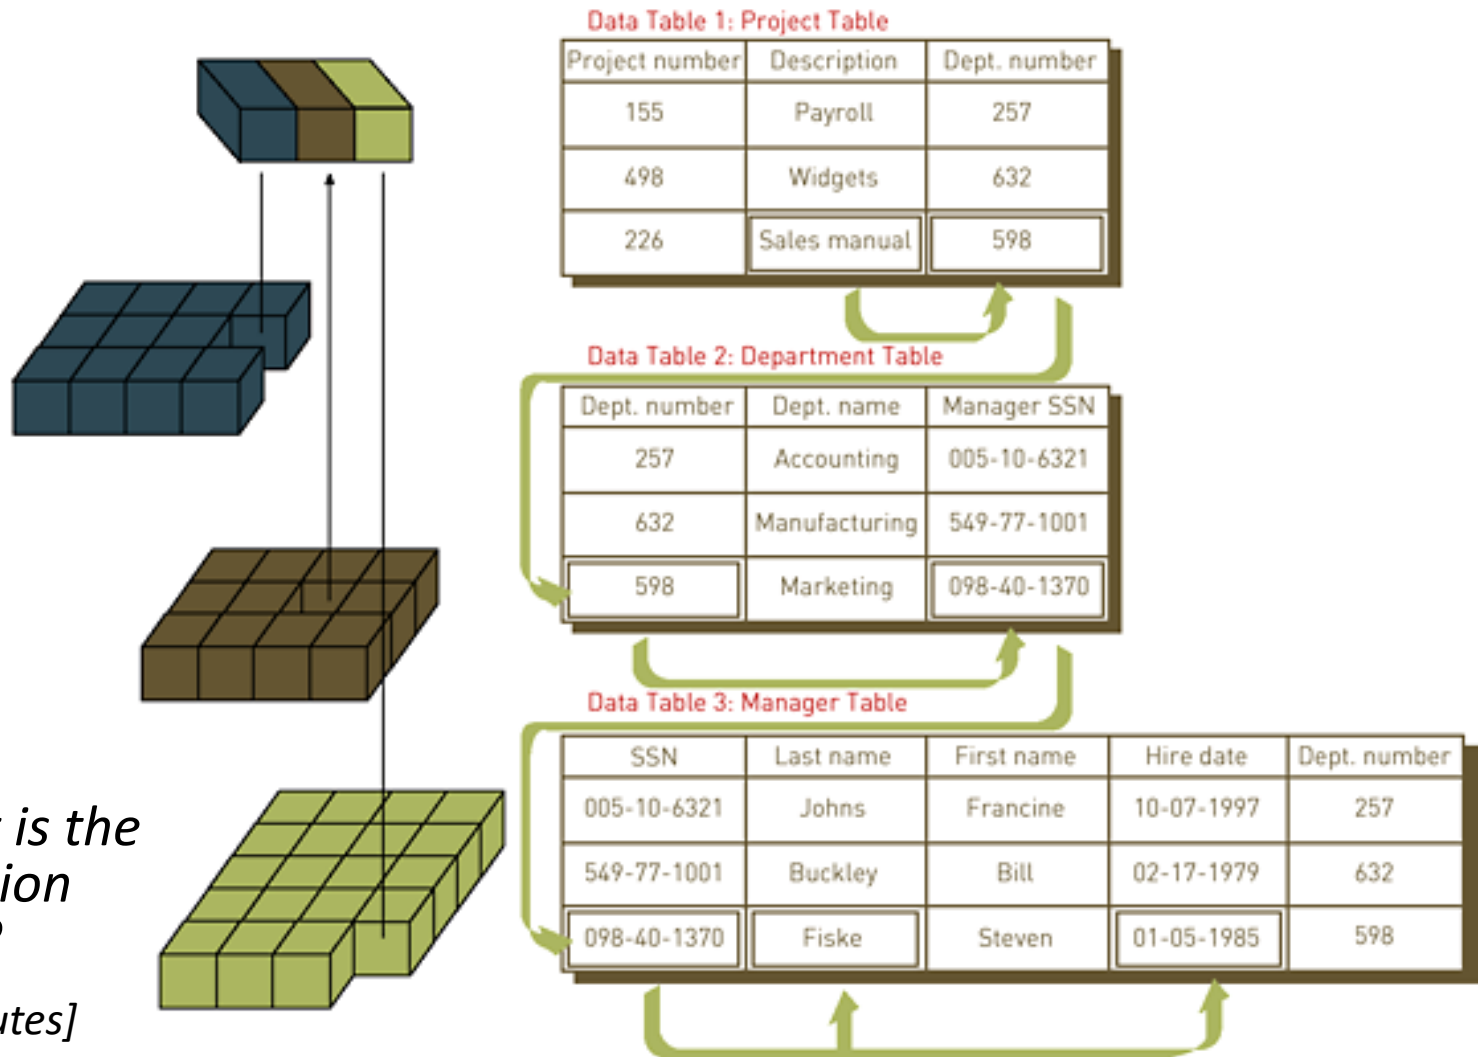 Data Table 1: Project Table
Project number Description Dept. number
155 Payroll 257
498 Widgets 632
226 Sales manual 598
Data Table 2: Department Table
Dept. number Dept. name Manager SSN
257 Accounting 005-10-6321
632 Manufacturing 549-77-1001
598 Marketing 098-40-1370
Data Table 3: Manager Table
SSN Last name First name Hire date Dept. number
005-10-6321 Johns Francine 10-07-1997 257
549-77-1001 Buckley Bill 02-17-1979 632
098-40-1370 Fiske Steven 01-05-1985 598
is the
ion
utes]